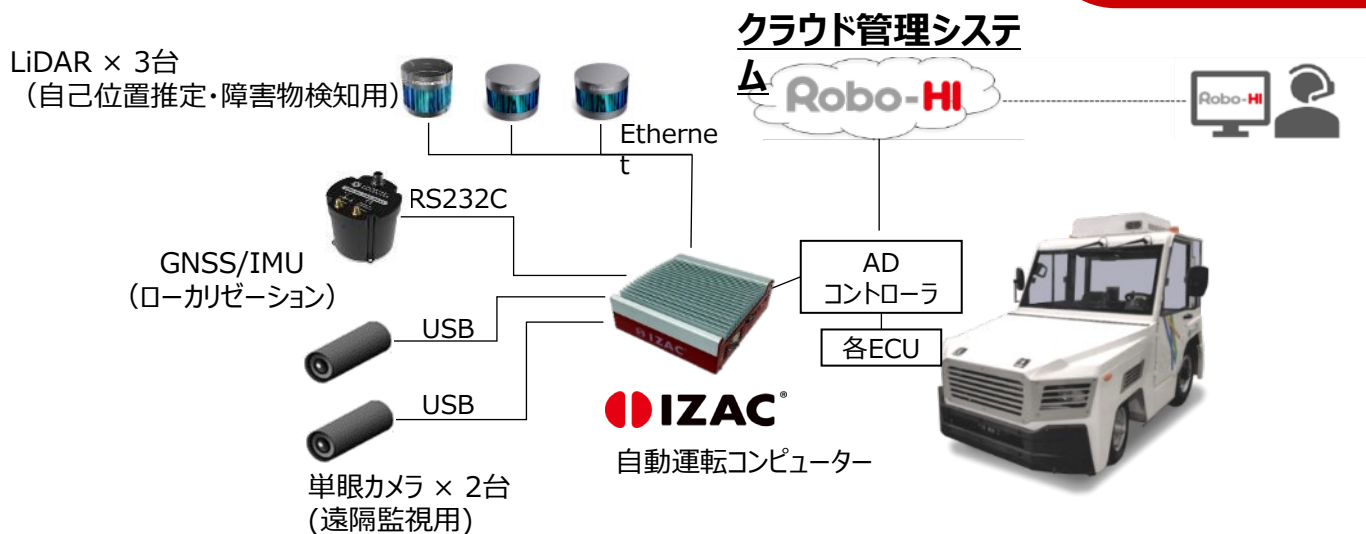 クラウド管理システ
ム
LiDAR × 3台
（自己位置推定・障害物検知用）
Robo-HI
Robo-HI
Etherne
t
RS232C
GNSS/IMU
（ローカリゼーション）
AD
コントローラ
USB
各ECU
IZAC
USB
IZAC®
自動運転コンピューター
単眼カメラ × 2台
(遠隔監視用)